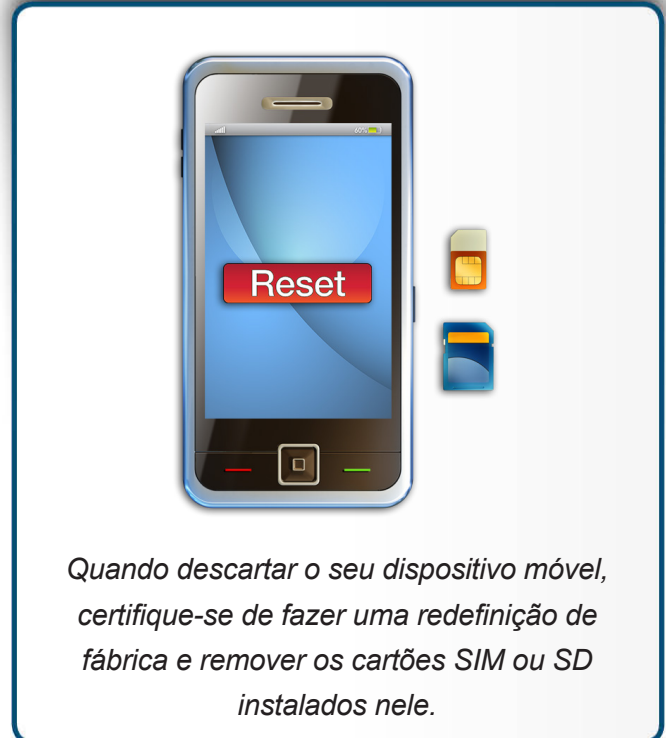 60%
Reset
Quando descartar o seu dispositivo móvel,
certifique-se de fazer uma redefinição de
fábrica e remover os cartões SIM ou SD
instalados nele.